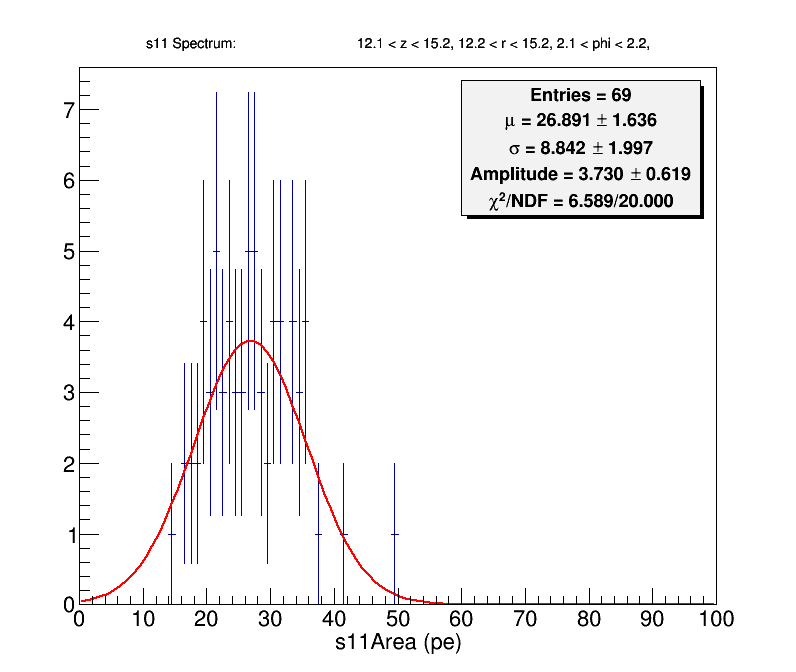 s11 Spectrum: 12.1 < z < 15.2, 12.2 < r < 15.2, 2.1 < phi < 2.2,
Entries = 69
μ = 26.891 ± 1.636
σ = 8.842 ± 1.997
Amplitude = 3.730 ± 0.619
χ²/NDF = 6.589/20.000
7
6
5
4
3
2
1
0
0 10 20 30 40 50 60 70 80 90 100
s11Area (pe)